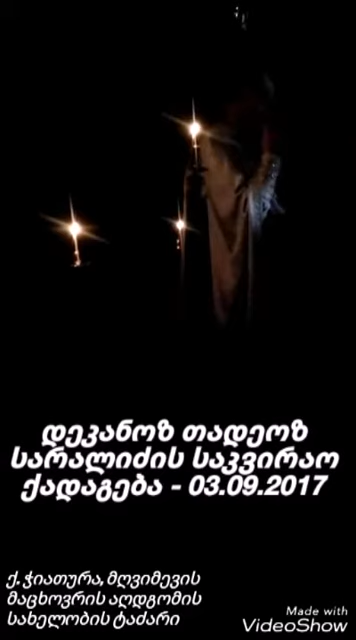 დეკანოზ თადეოზ
სარალიძის საკვირაო
ქადაგება - 03.09.2017
ქ. ჭიათურა, მღვიმევის
მაცხოვრის აღდგომის
სახელობის ტაძარი
Made with
VideoShow